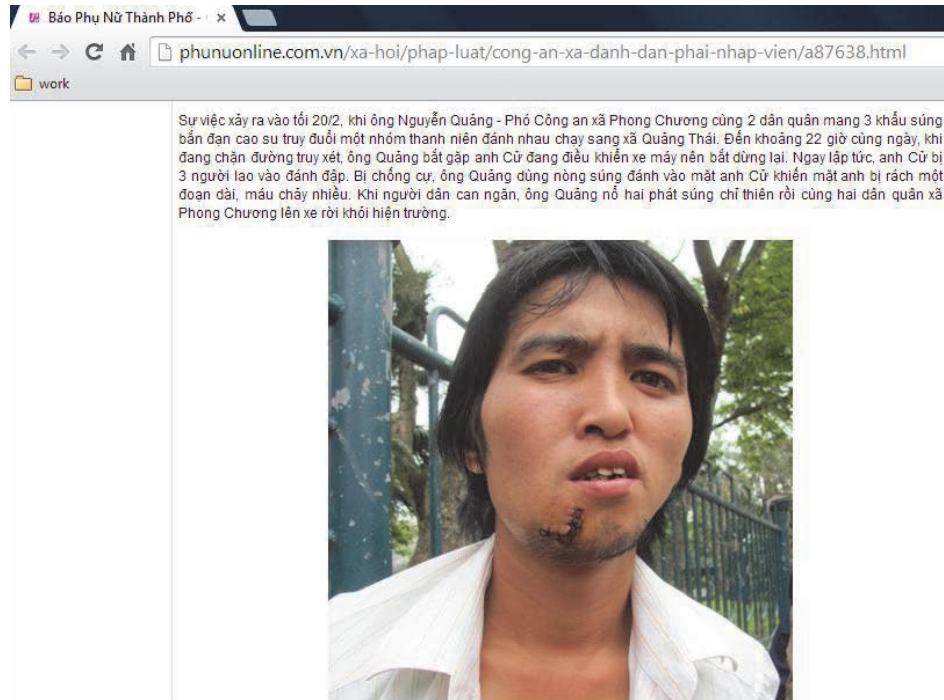 Báo Phụ Nữ Thành Phố -
phunuonline.com.vn/xa-hoi/phap-luat/cong-an-xa-danh-dan-phai-nhap-vien/a87638.html
work
Sự việc xảy ra vào tối 20/2, khi ông Nguyễn Quảng - Phó Công an xã Phong Chương cùng 2 dân quân mang 3 khẩu súng
bắn đạn cao su truy đuổi một nhóm thanh niên đánh nhau chạy sang xã Quảng Thái. Đến khoảng 22 giờ cùng ngày, khi
đang chặn đường truy xét, ông Quảng bắt gặp anh Cử đang điều khiển xe máy nên bắt dừng lại. Ngay lập tức, anh Cử bị
3 người lao vào đánh đập. Bị chống cự, ông Quảng dùng nòng súng đánh vào mặt anh Cử khiến mặt anh bị rách một
đoạn dài, máu chảy nhiều. Khi người dân can ngăn, ông Quảng nổ hai phát súng chỉ thiên rồi cùng hai dân quân xã
Phong Chương lên xe rời khỏi hiện trường.